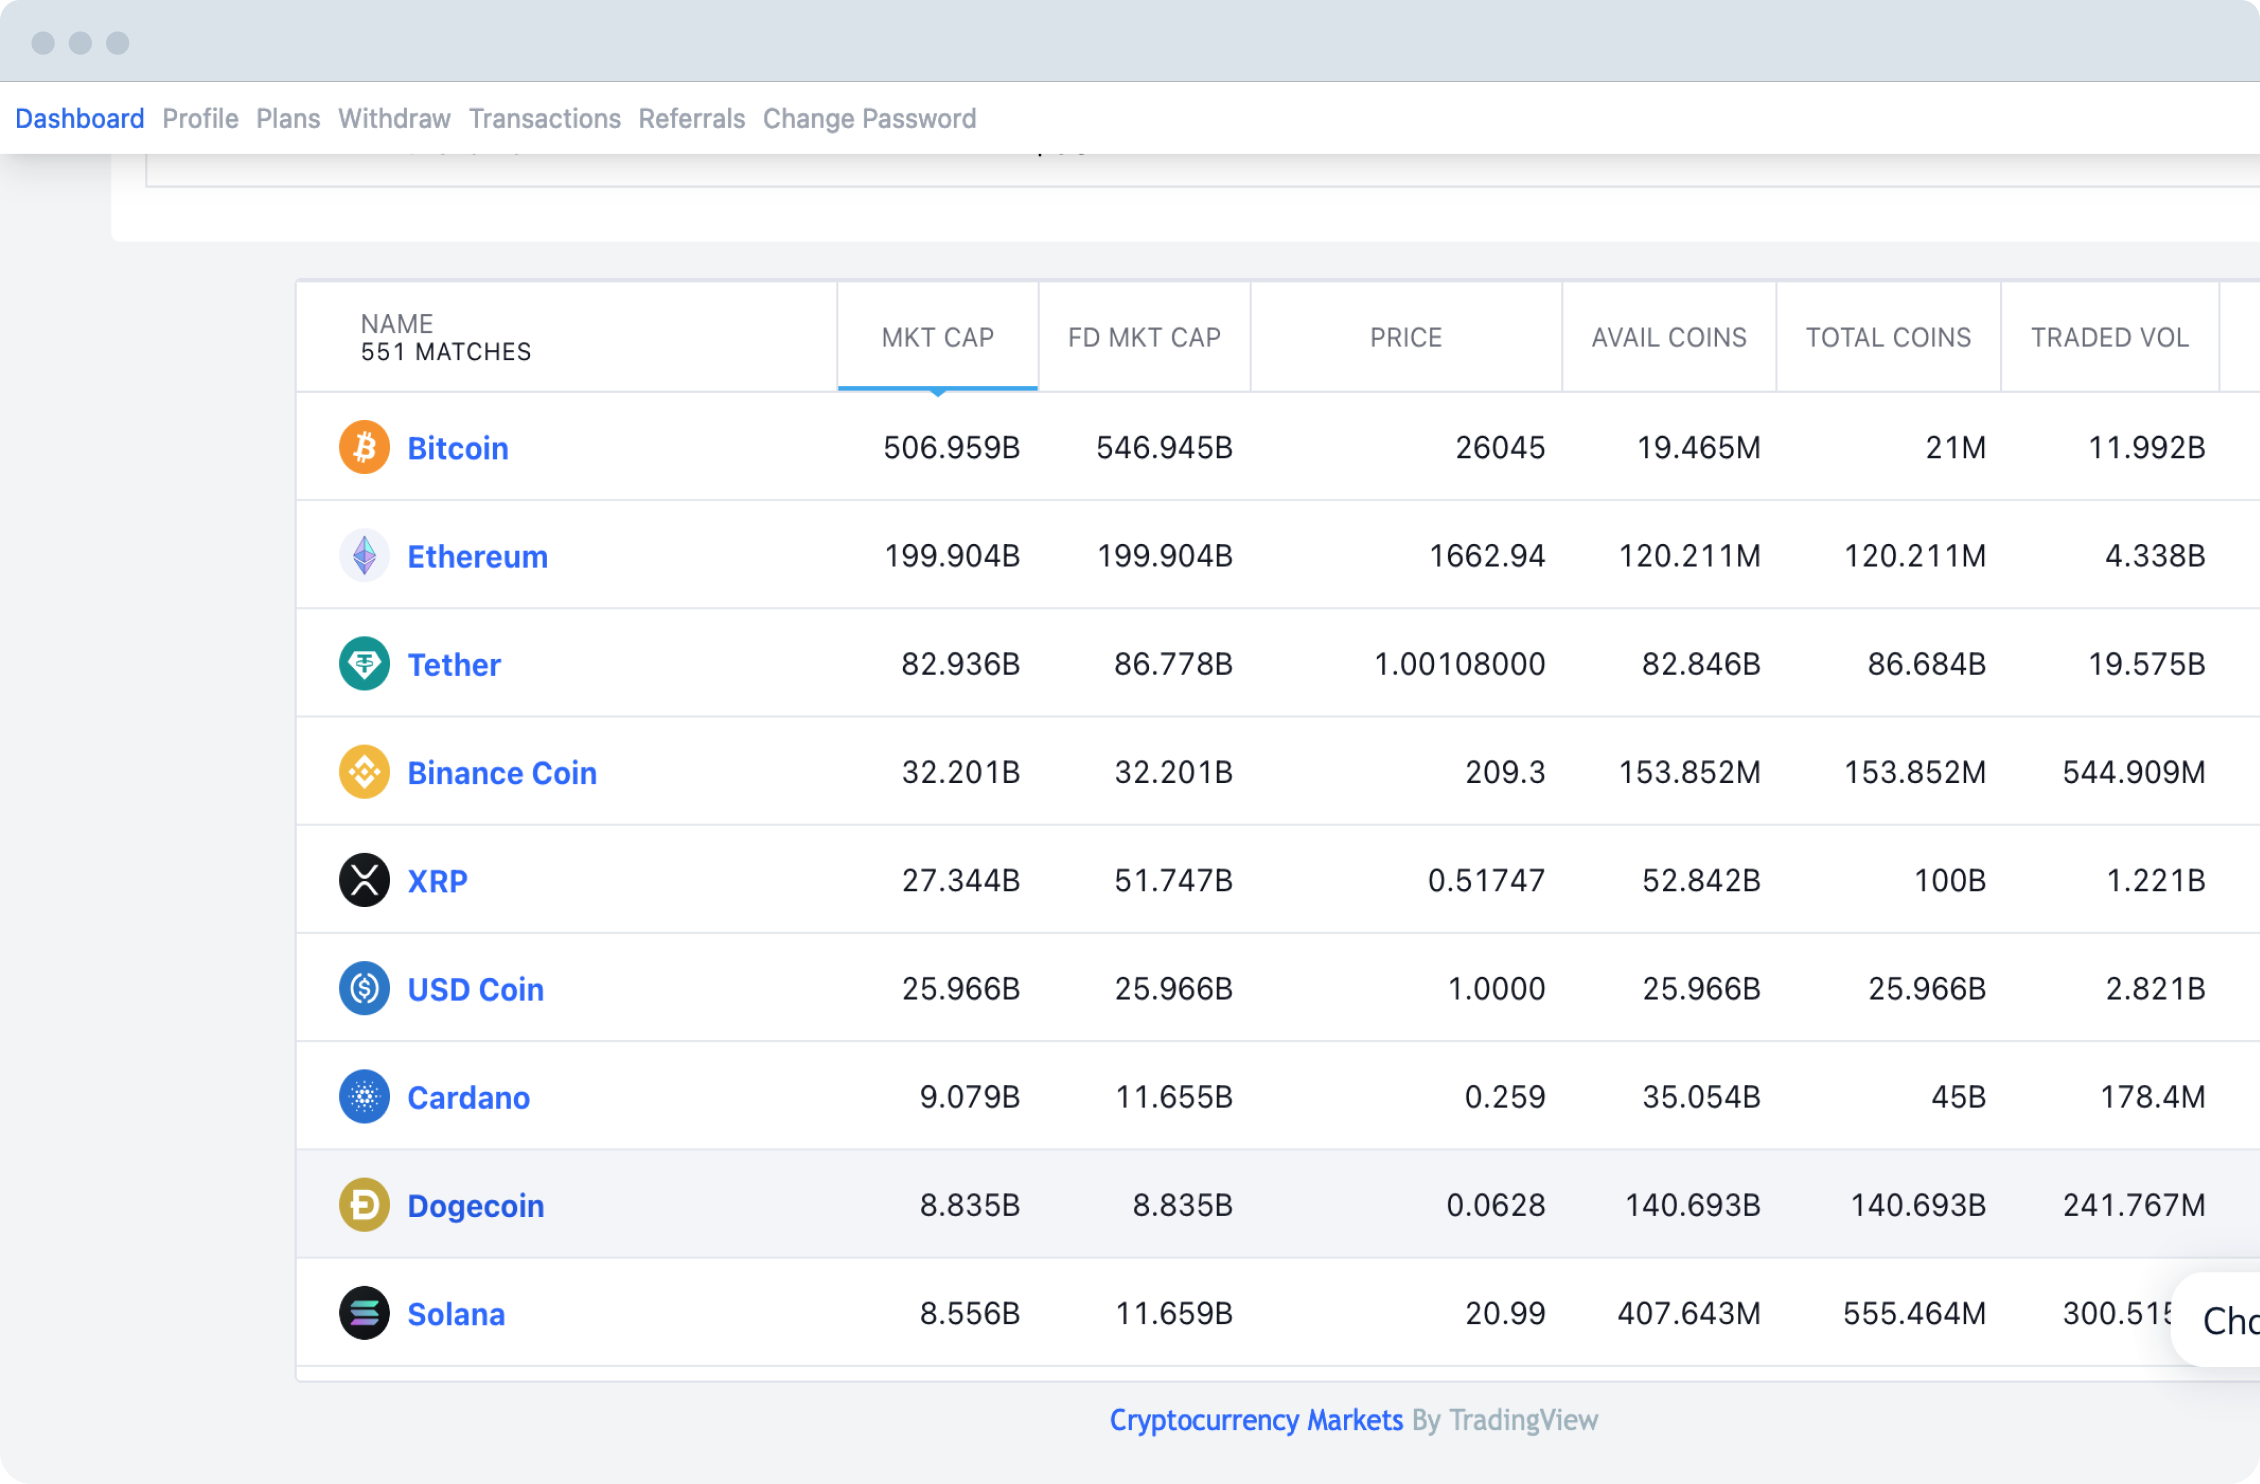 Dashboard Profile Plans Withdraw Transactions Referrals Change Password
NAME
551 MATCHES
MKT CAP FD MKT CAP PRICE AVAIL COINS TOTAL COINS TRADED VOL
Bitcoin 506.959B 546.945B 26045 19.465M 21M 11.992B
Ethereum 199.904B 199.904B 1662.94 120.211M 120.211M 4.338B
Tether 82.936B 86.778B 1.00108000 82.846B 86.684B 19.575B
Binance Coin 32.201B 32.201B 209.3 153.852M 153.852M 544.909M
XRP 27.344B 51.747B 0.51747 52.842B 100B 1.221B
USD Coin 25.966B 25.966B 1.0000 25.966B 25.966B 2.821B
Cardano 9.079B 11.655B 0.259 35.054B 45B 178.4M
Dogecoin 8.835B 8.835B 0.0628 140.693B 140.693B 241.767M
Solana 8.556B 11.659B 20.99 407.643M 555.464M 300.515
Cryptocurrency Markets By TradingView